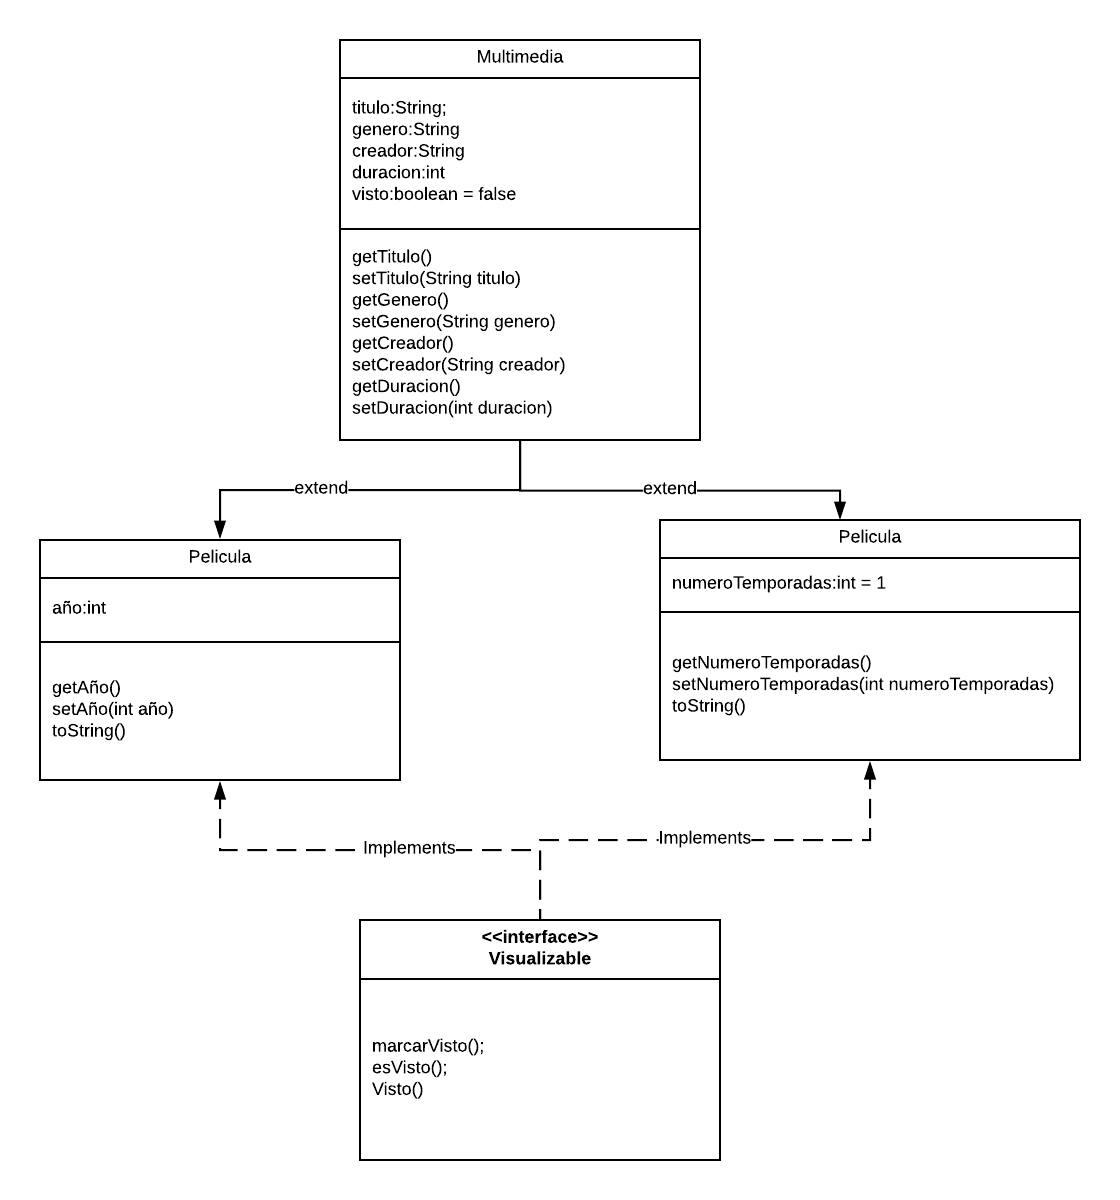 Multimedia
titulo:String;
genero:String
creador:String
duracion:int
visto:boolean = false
getTitulo()
setTitulo(String titulo)
getGenero()
setGenero(String genero)
getCreador()
setCreador(String creador)
getDuracion()
setDuracion(int duracion)
extend
extend
Pelicula
año:int
getAño()
setAño(int año)
toString()
Pelicula
numeroTemporadas:int = 1
getNumeroTemporadas()
setNumeroTemporadas(int numeroTemporadas)
toString()
Implements
Implements
<<interface>>
Visualizable
marcarVisto();
esVisto();
Visto()